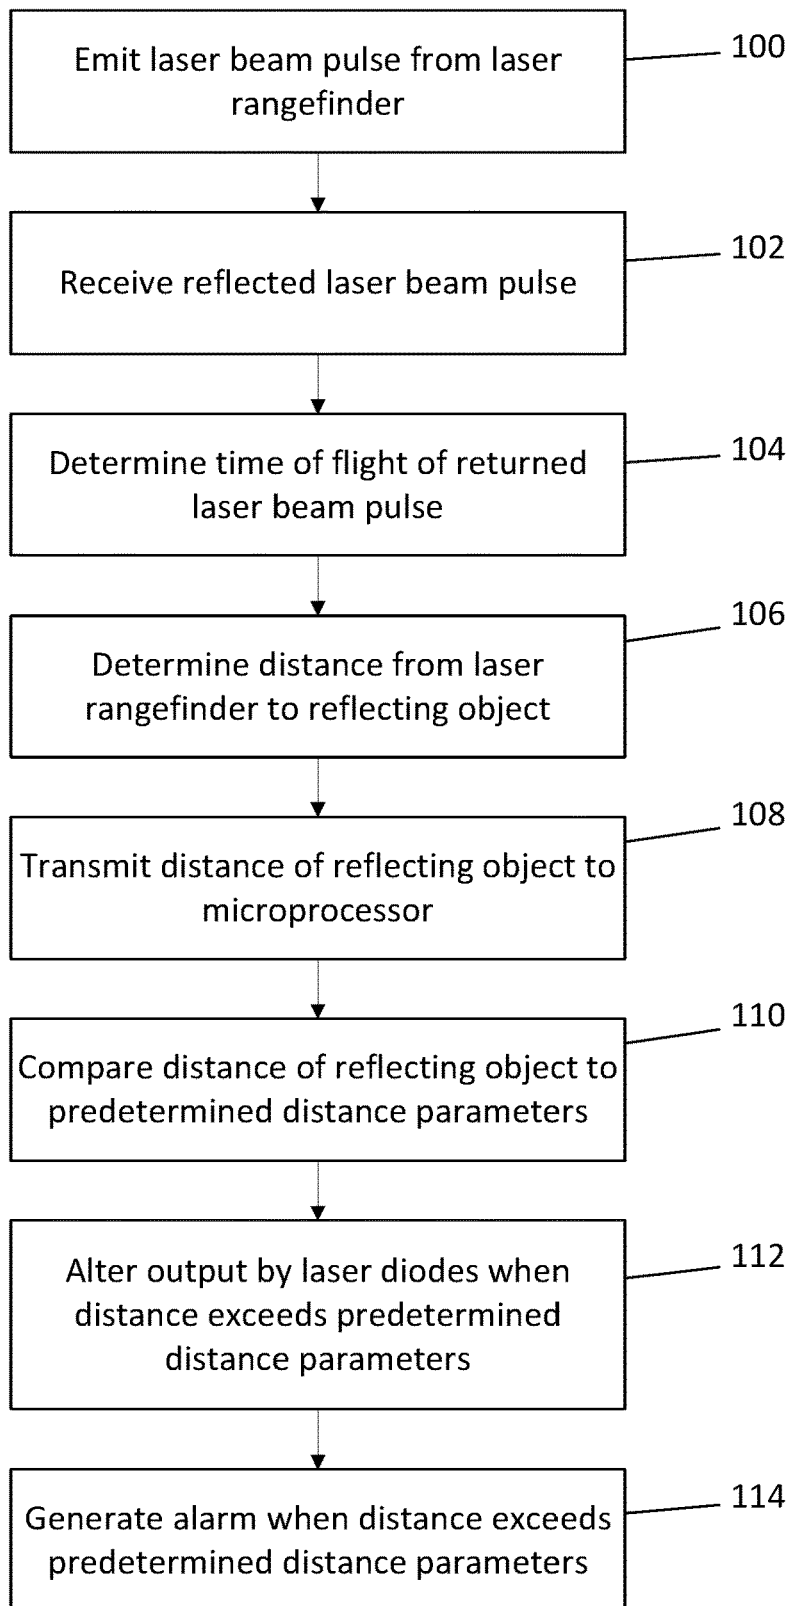 Emit laser beam pulse from laser
rangefinder
100
Receive reflected laser beam pulse
102
Determine time of flight of returned
laser beam pulse
104
Determine distance from laser
rangefinder to reflecting object
106
Transmit distance of reflecting object to
microprocessor
108
Compare distance of reflecting object to
predetermined distance parameters
110
Alter output by laser diodes when
distance exceeds predetermined
distance parameters
112
Generate alarm when distance exceeds
predetermined distance parameters
114